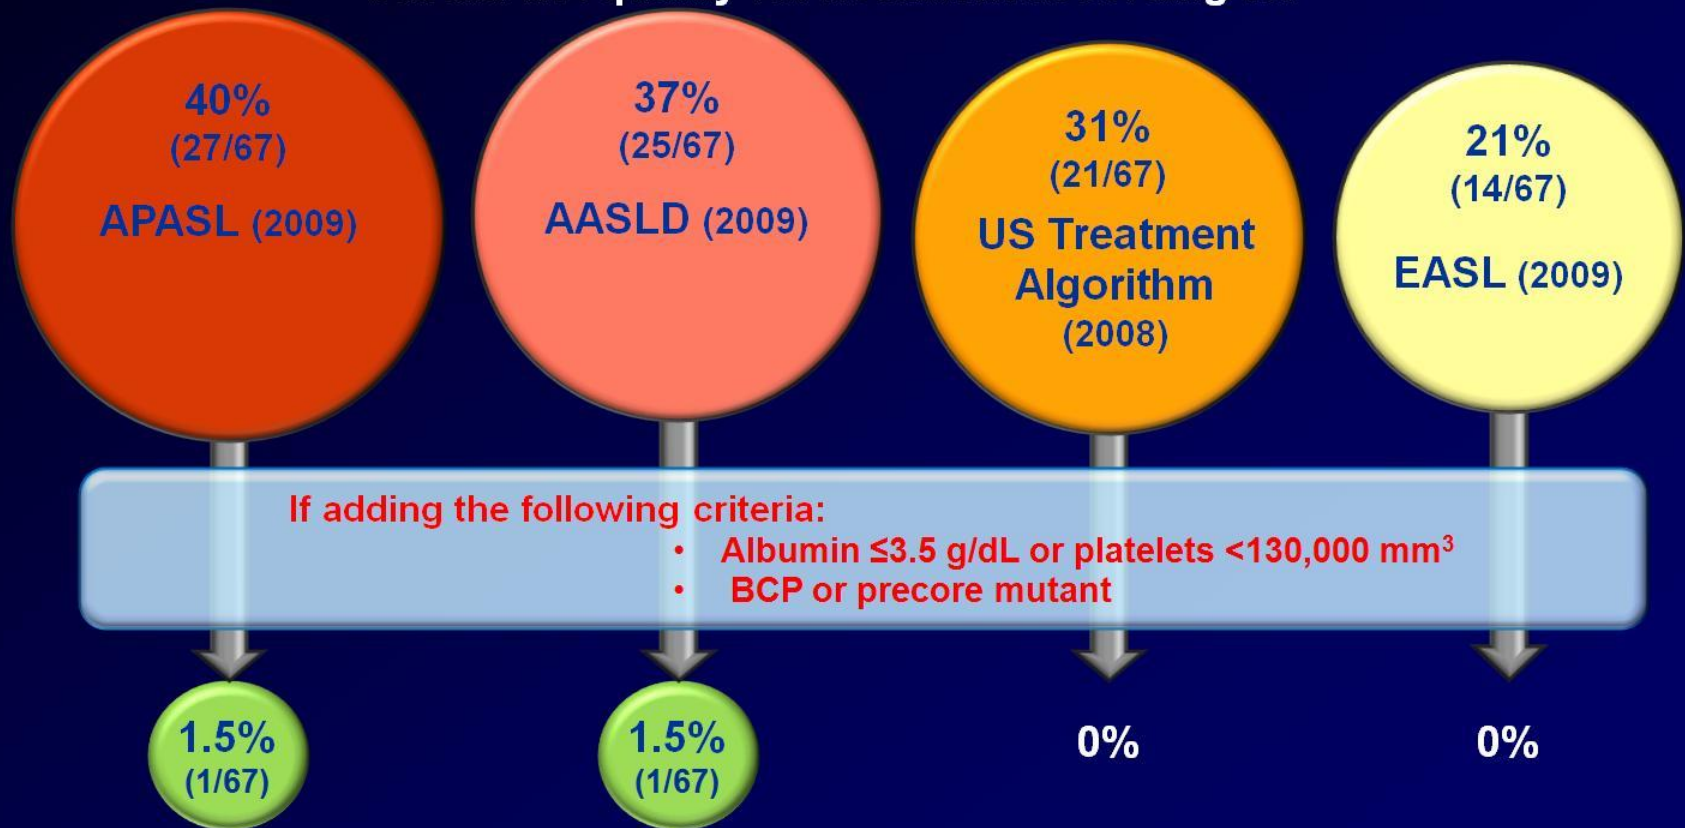 40%
(27/67)
APASL (2009)
37%
(25/67)
AASLD (2009)
31%
(21/67)
US Treatment
Algorithm
(2008)
21%
(14/67)
EASL (2009)
If adding the following criteria:
• Albumin ≤3.5 g/dL or platelets <130,000 mm³
• BCP or precore mutant
1.5%
(1/67)
1.5%
(1/67)
0%
0%